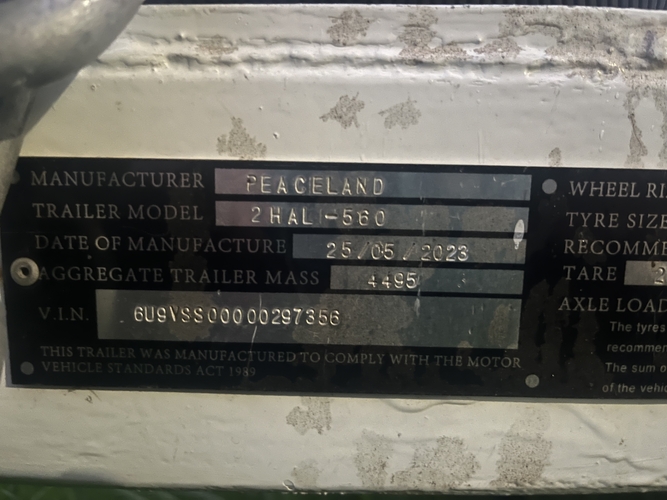 MANUFACTURER PEACELAND
TRAILER MODEL 2HAL -560
DATE OF MANUFACTURE 25/05/2023
AGGREGATE TRAILER MASS 4495
V.I.N. 6U9VSS00000297356
THIS TRAILER WAS MANUFACTURED TO COMPLY WITH THE MOTOR
VEHICLE STANDARDS ACT 1989
WHEEL RI
TYRE SIZE
RECOMME
TARE
AXLE LOAD
The tyres
recommen
The sum o
of the vehic